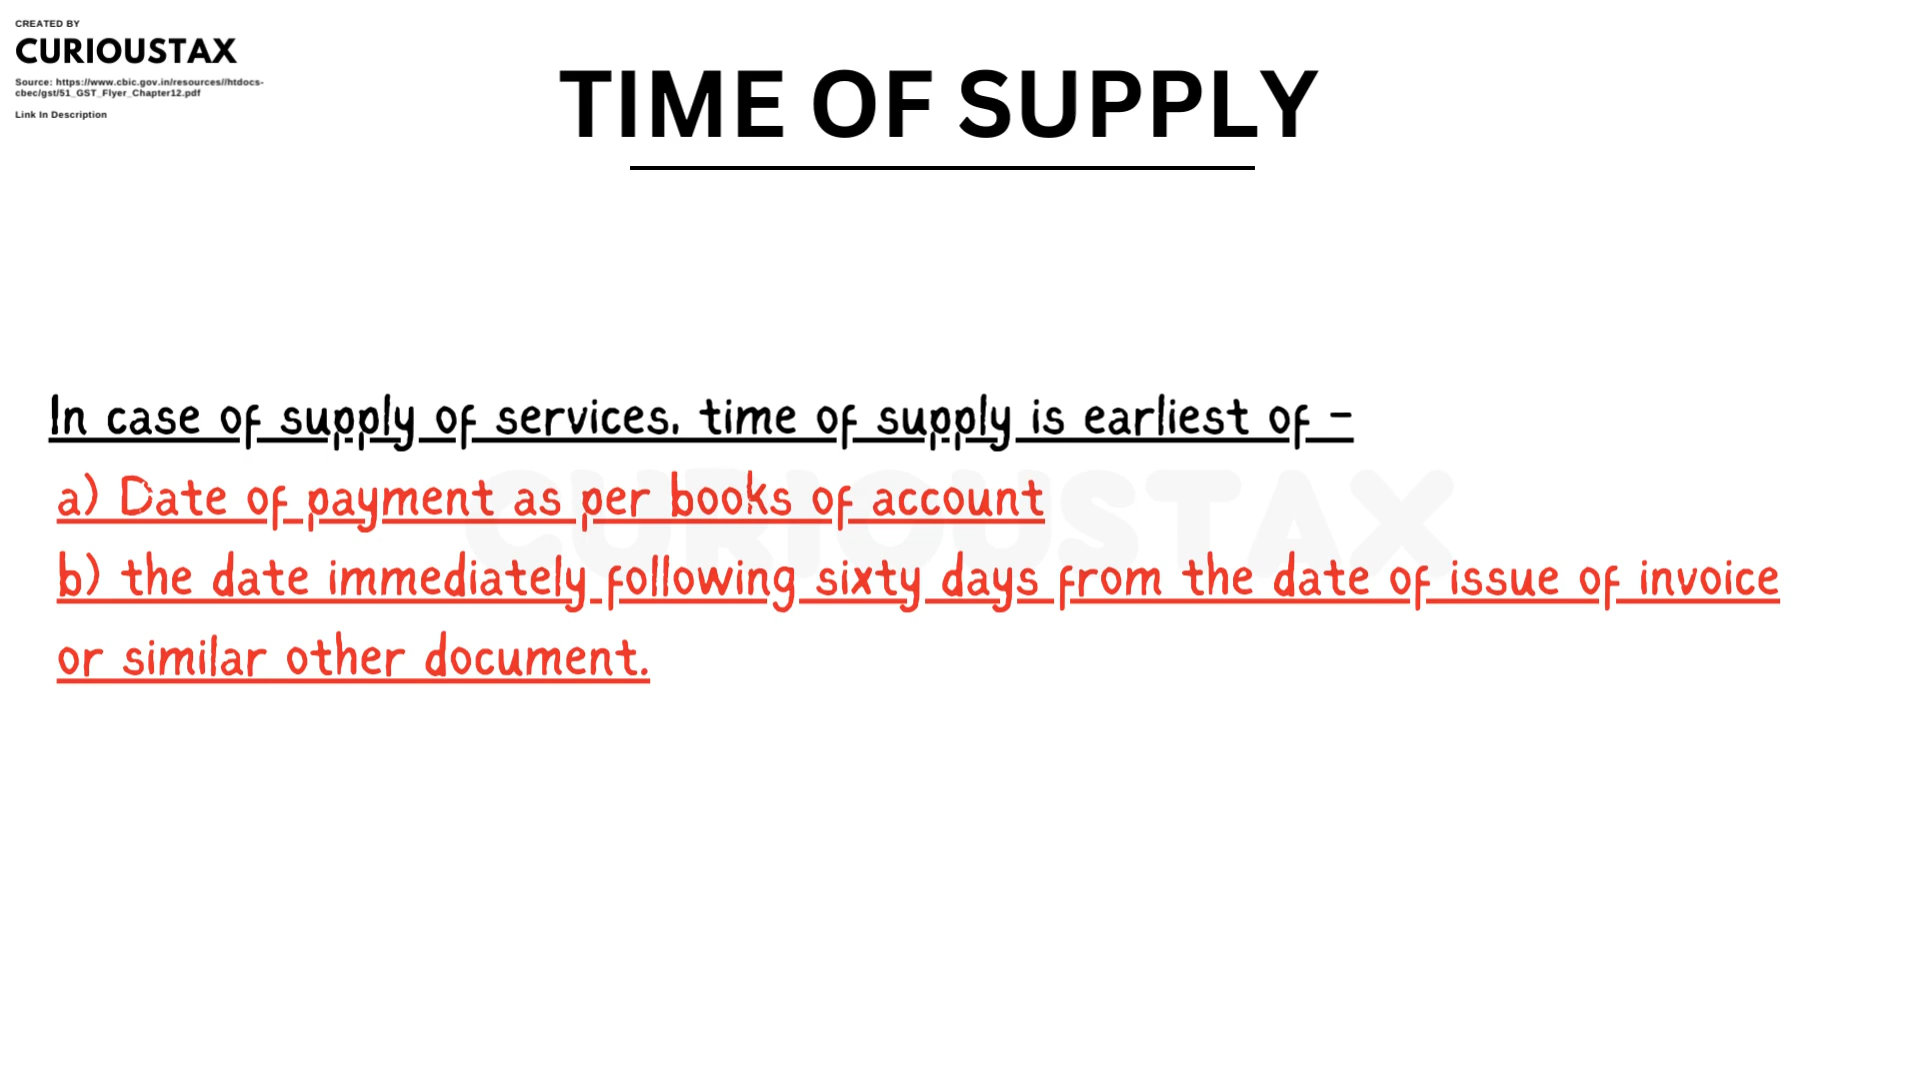 CREATED BY
CURIOUSTAX
Source: https://www.cbic.gov.in/resources//htdocs-
cbec/gst/51_GST_Flyer_Chapter12.pdf
Link In Description
TIME OF SUPPLY
In case of supply of services, time of supply is earliest of -
a) Date of payment as per books of account
b) the date immediately following sixty days from the date of issue of invoice
or similar other document.
CURIOUSTAX